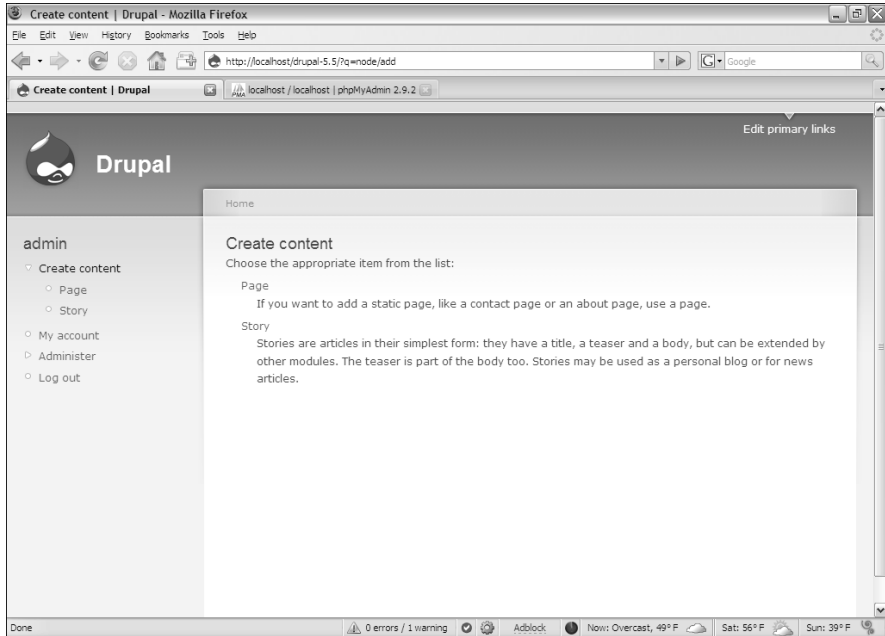 Create content | Drupal - Mozilla Firefox
File Edit View History Bookmarks Tools Help
http://localhost/drupal-5.5/?q=node/add
G Google
Create content | Drupal
PMA localhost / localhost | phpMyAdmin 2.9.2
Edit primary links
Drupal
Home
admin
Create content
Page
Story
My account
Administer
Log out
Create content
Choose the appropriate item from the list:
Page
If you want to add a static page, like a contact page or an about page, use a page.
Story
Stories are articles in their simplest form: they have a title, a teaser and a body, but can be extended by
other modules. The teaser is part of the body too. Stories may be used as a personal blog or for news
articles.
Done
0 errors / 1 warning
Adblock
Now: Overcast, 49° F
Sat: 56° F
Sun: 39° F